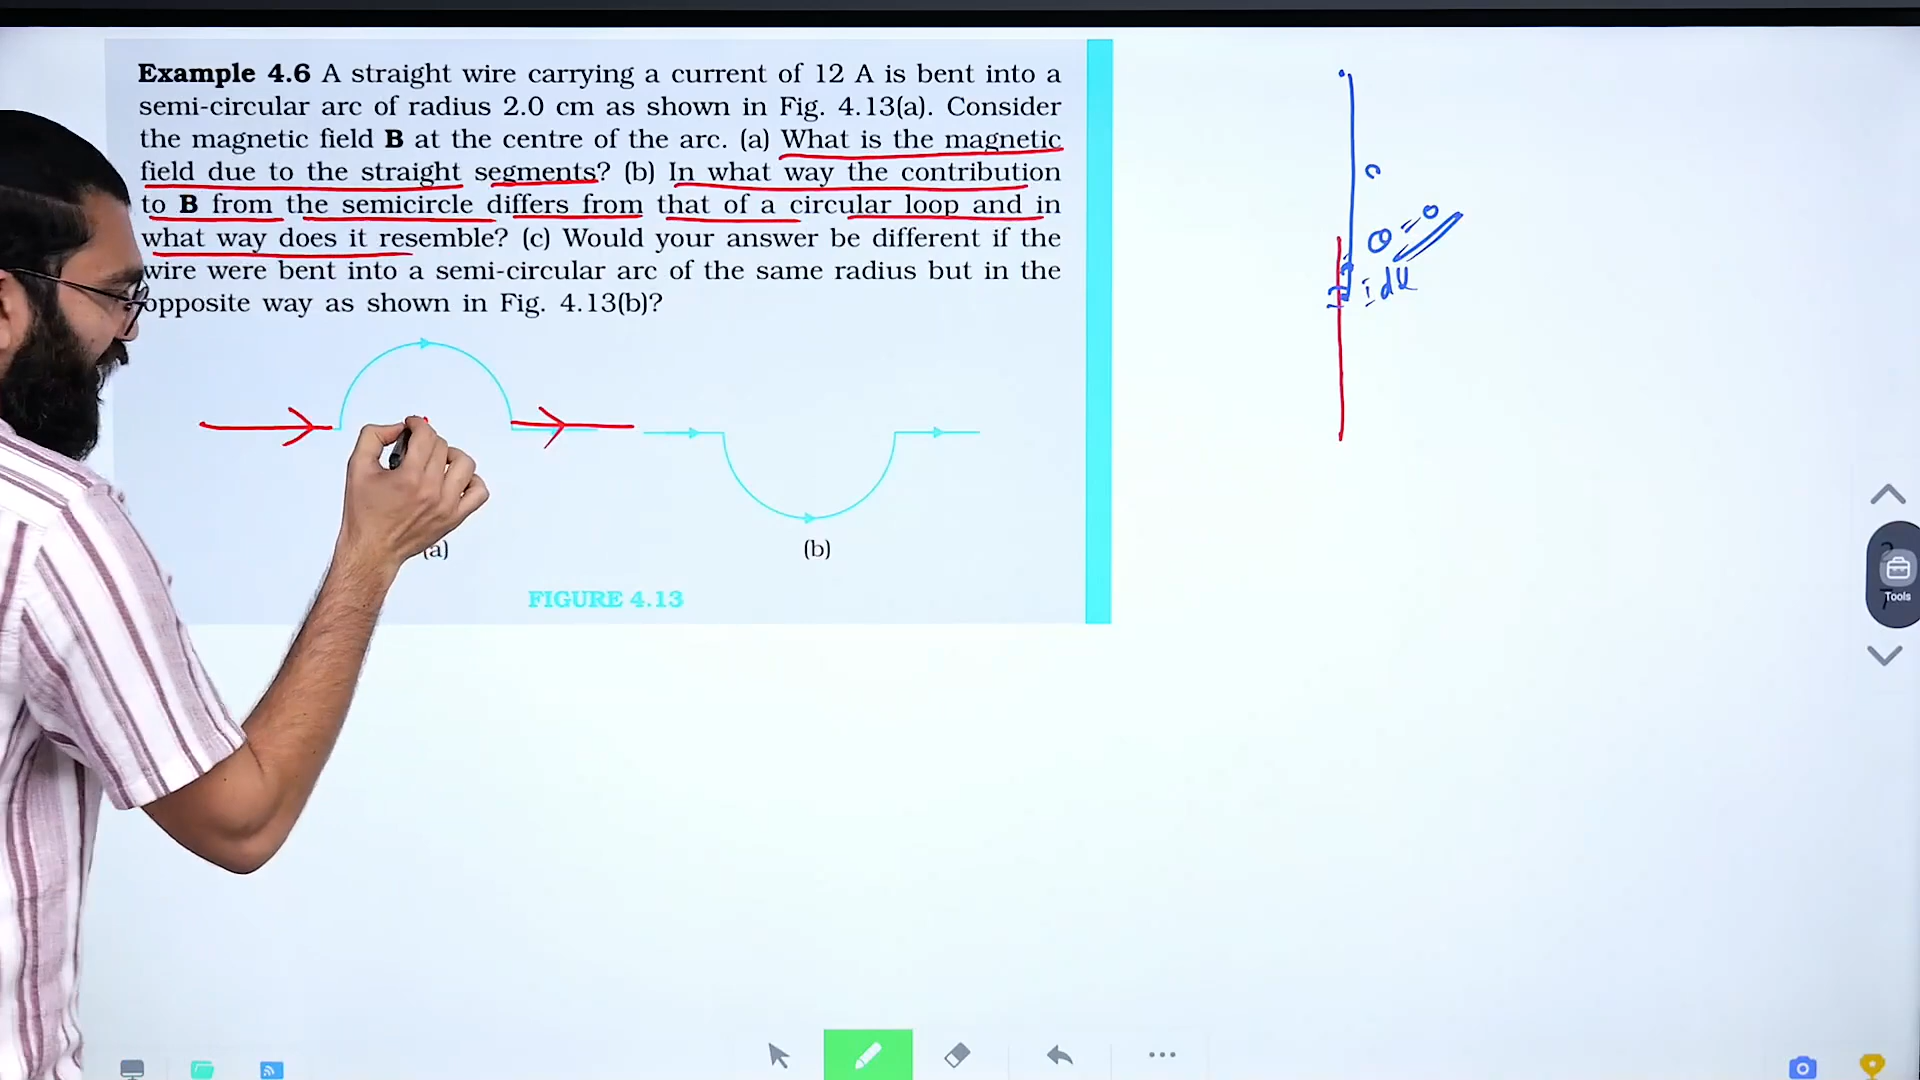 Example 4.6 A straight wire carrying a current of 12 A is bent into a
semi-circular arc of radius 2.0 cm as shown in Fig. 4.13(a). Consider
the magnetic field B at the centre of the arc. (a) What is the magnetic
field due to the straight segments? (b) In what way the contribution
to B from the semicircle differs from that of a circular loop and in
what way does it resemble? (c) Would your answer be different if the
wire were bent into a semi-circular arc of the same radius but in the
opposite way as shown in Fig. 4.13(b)?
(a)
(b)
FIGURE 4.13
θ = 0
Idl
Tools